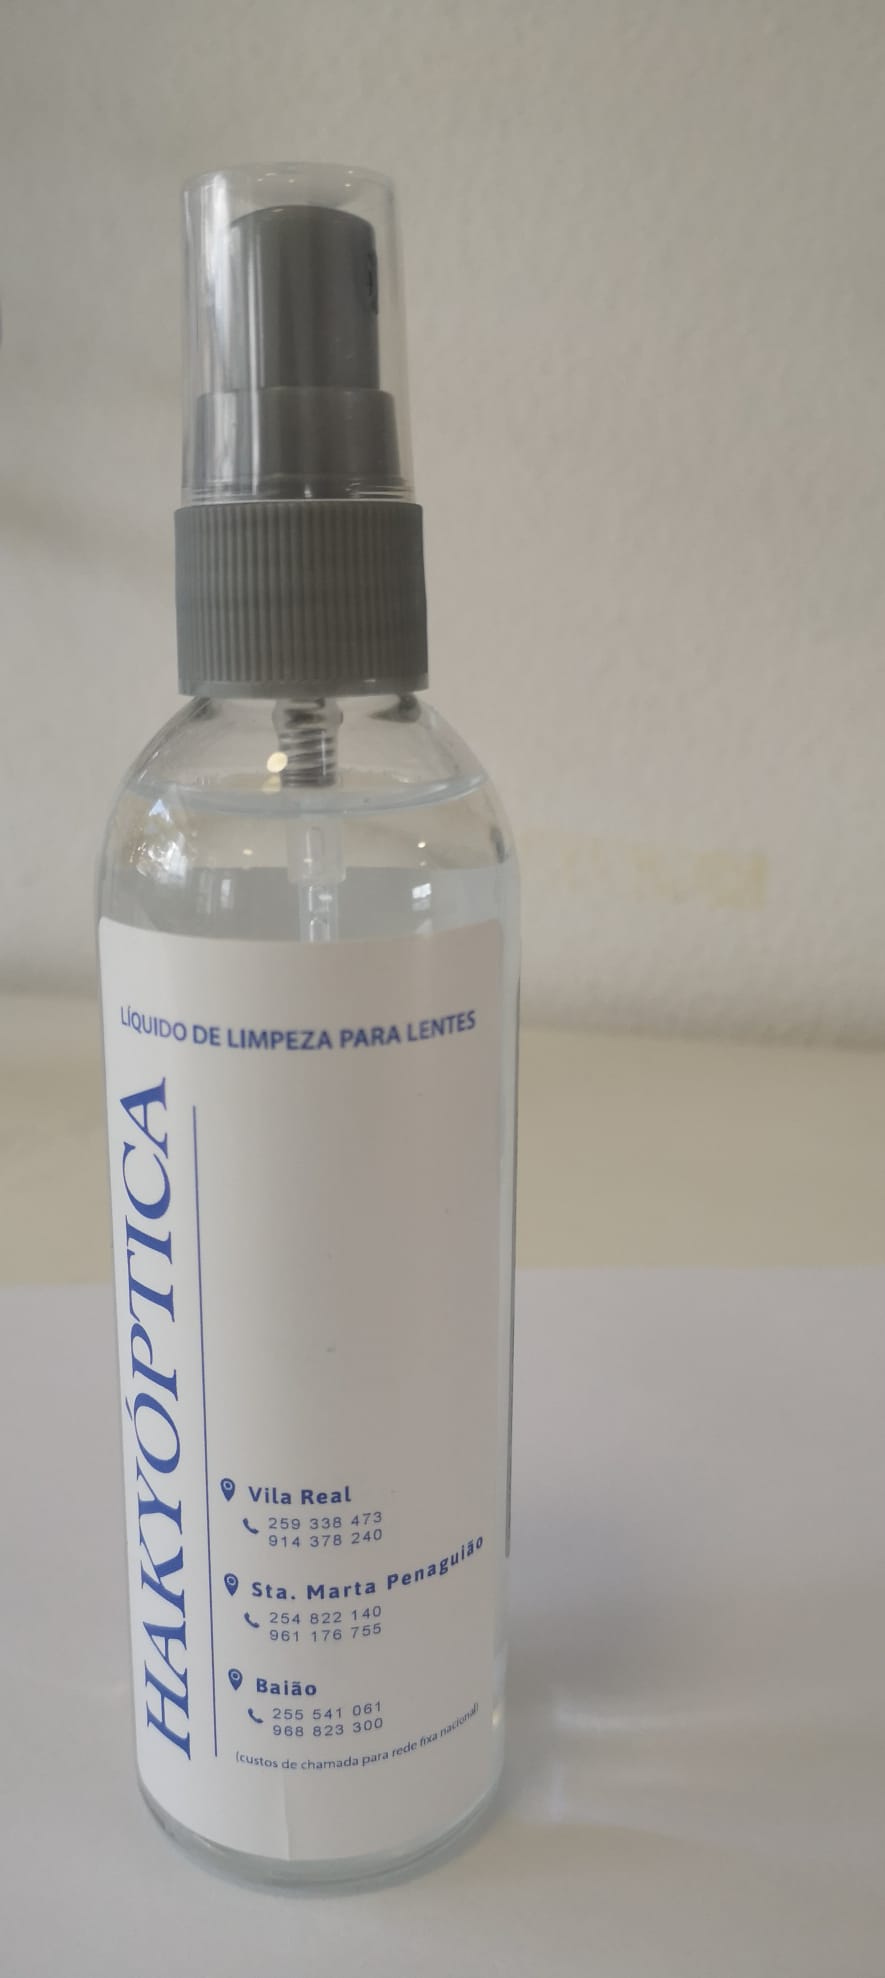 LÍQUIDO DE LIMPEZA PARA LENTES
HAKYÓPTICA
Vila Real
259 338 473
914 378 240
Sta. Marta Penaguião
254 822 140
961 176 755
Baião
255 541 061
968 823 300
(custos de chamada para rede fixa nacional)